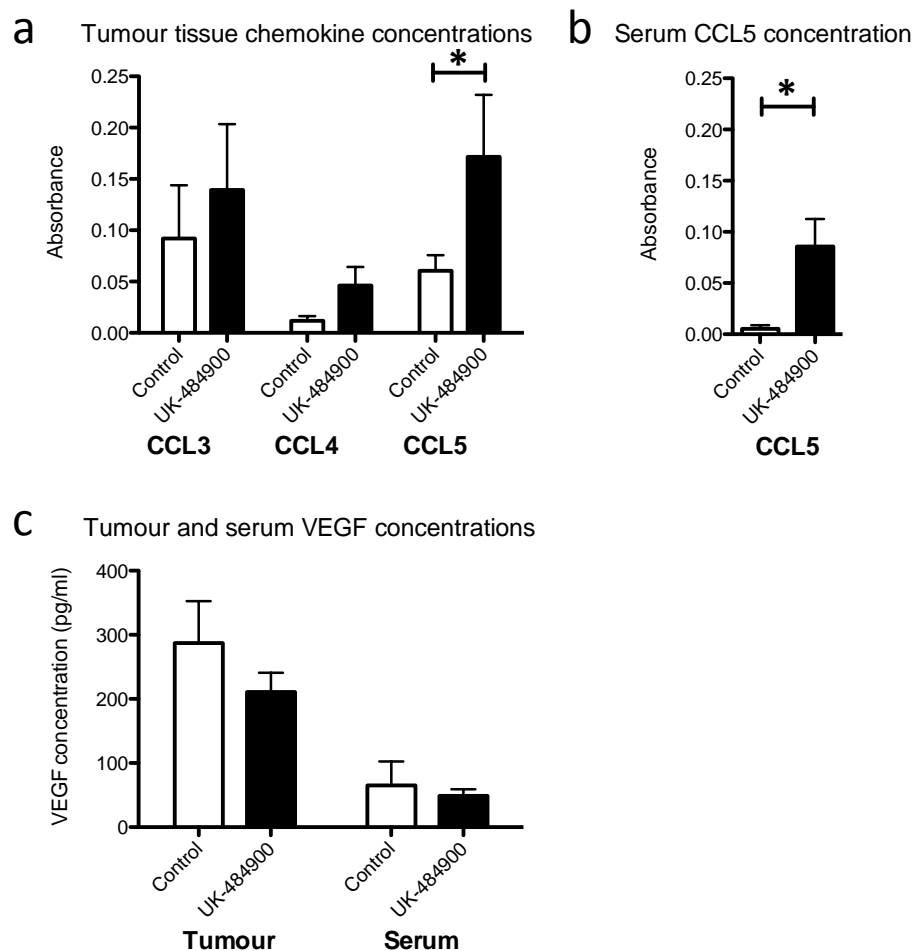 a
Tumour tissue chemokine concentrations
*
0.25
0.20
0.15
0.10
0.05
0.00
Absorbance
Control
UK-484900
Control
UK-484900
Control
UK-484900
CCL3
CCL4
CCL5
b
Serum CCL5 concentration
*
0.25
0.20
0.15
0.10
0.05
0.00
Absorbance
Control
UK-484900
CCL5
c
Tumour and serum VEGF concentrations
400
300
200
100
0
VEGF concentration (pg/ml)
Control
UK-484900
Control
UK-484900
Tumour
Serum